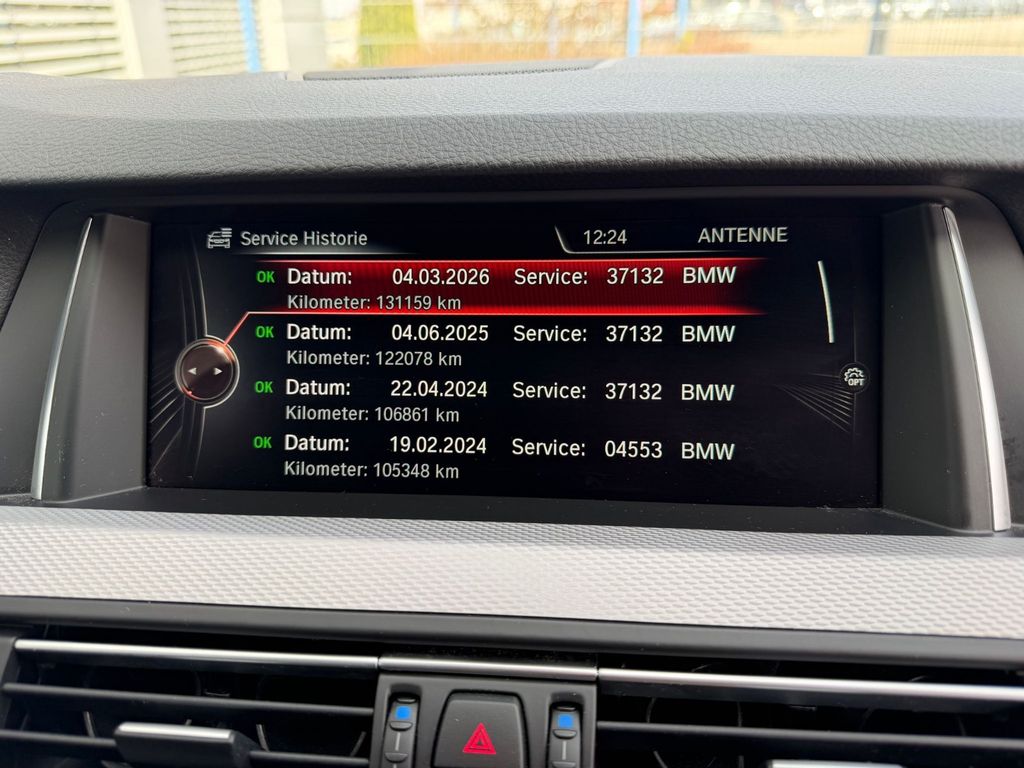 Service Historie 12:24 ANTENNE
OK Datum: 04.03.2026 Service: 37132 BMW
Kilometer: 131159 km
OK Datum: 04.06.2025 Service: 37132 BMW
Kilometer: 122078 km
OPT
OK Datum: 22.04.2024 Service: 37132 BMW
Kilometer: 106861 km
OK Datum: 19.02.2024 Service: 04553 BMW
Kilometer: 105348 km